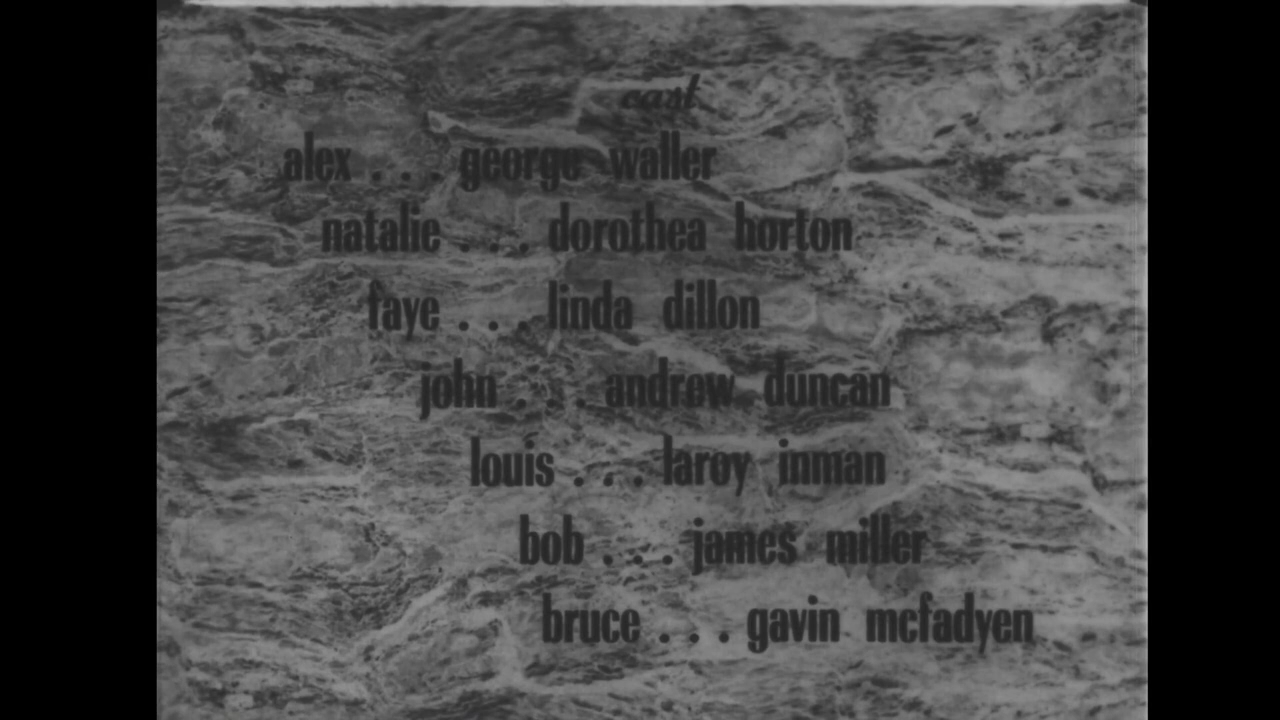 cast
alex . . . george waller
natalie . . . dorothea horton
faye . . . linda dillon
john . . . andrew duncan
louis . . . laroy inman
bob . . . james miller
bruce . . . gavin mcfadyen